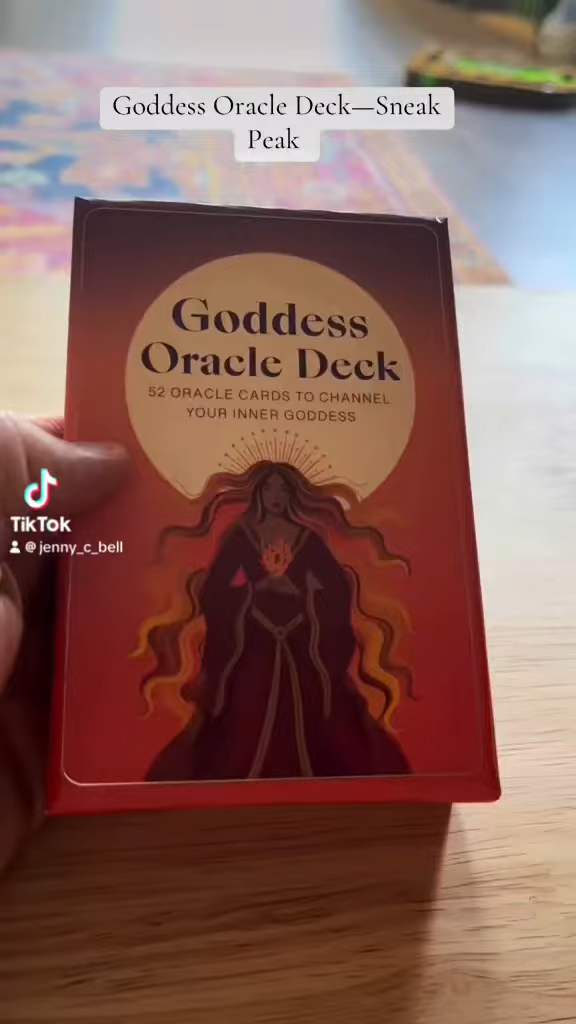 Goddess Oracle Deck—Sneak
Peak
Goddess
Oracle Deck
52 ORACLE CARDS TO CHANNEL
YOUR INNER GODDESS
TikTok
@jenny_c_bell